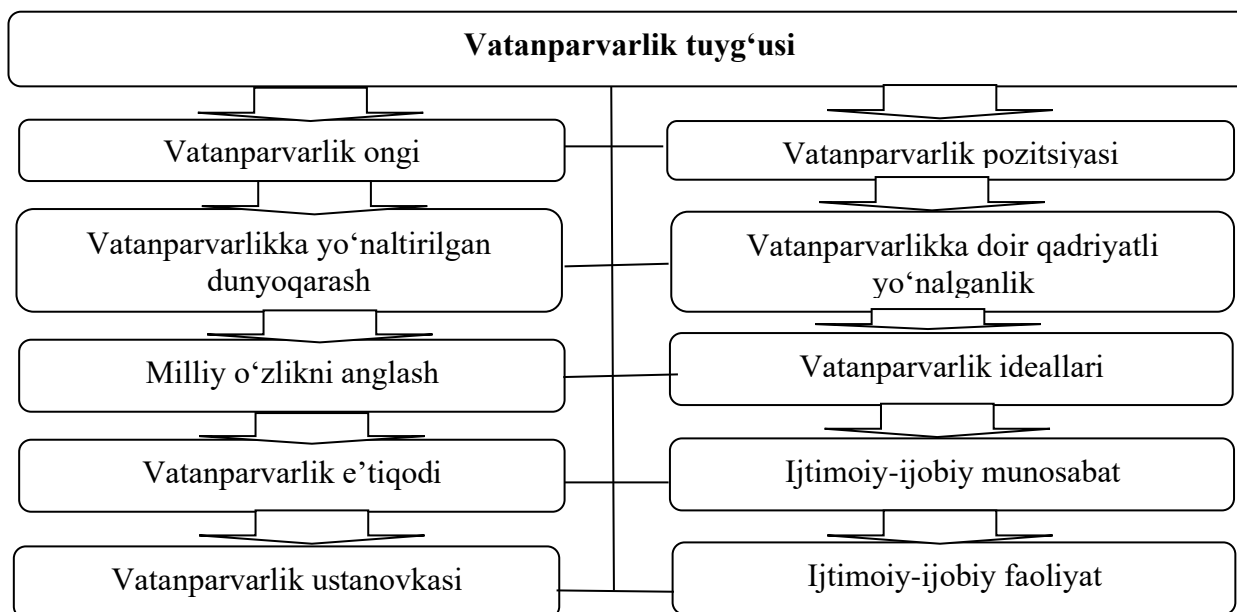 Vatanparvarlik tuyg‘usi
Vatanparvarlik ongi
Vatanparvarlik pozitsiyasi
Vatanparvarlikka yo‘naltirilgan
dunyoqarash
Vatanparvarlikka doir qadriyatli
yo‘nalganlik
Milliy o‘zlikni anglash
Vatanparvarlik ideallari
Vatanparvarlik e’tiqodi
Ijtimoiy-ijobiy munosabat
Vatanparvarlik ustanovkasi
Ijtimoiy-ijobiy faoliyat